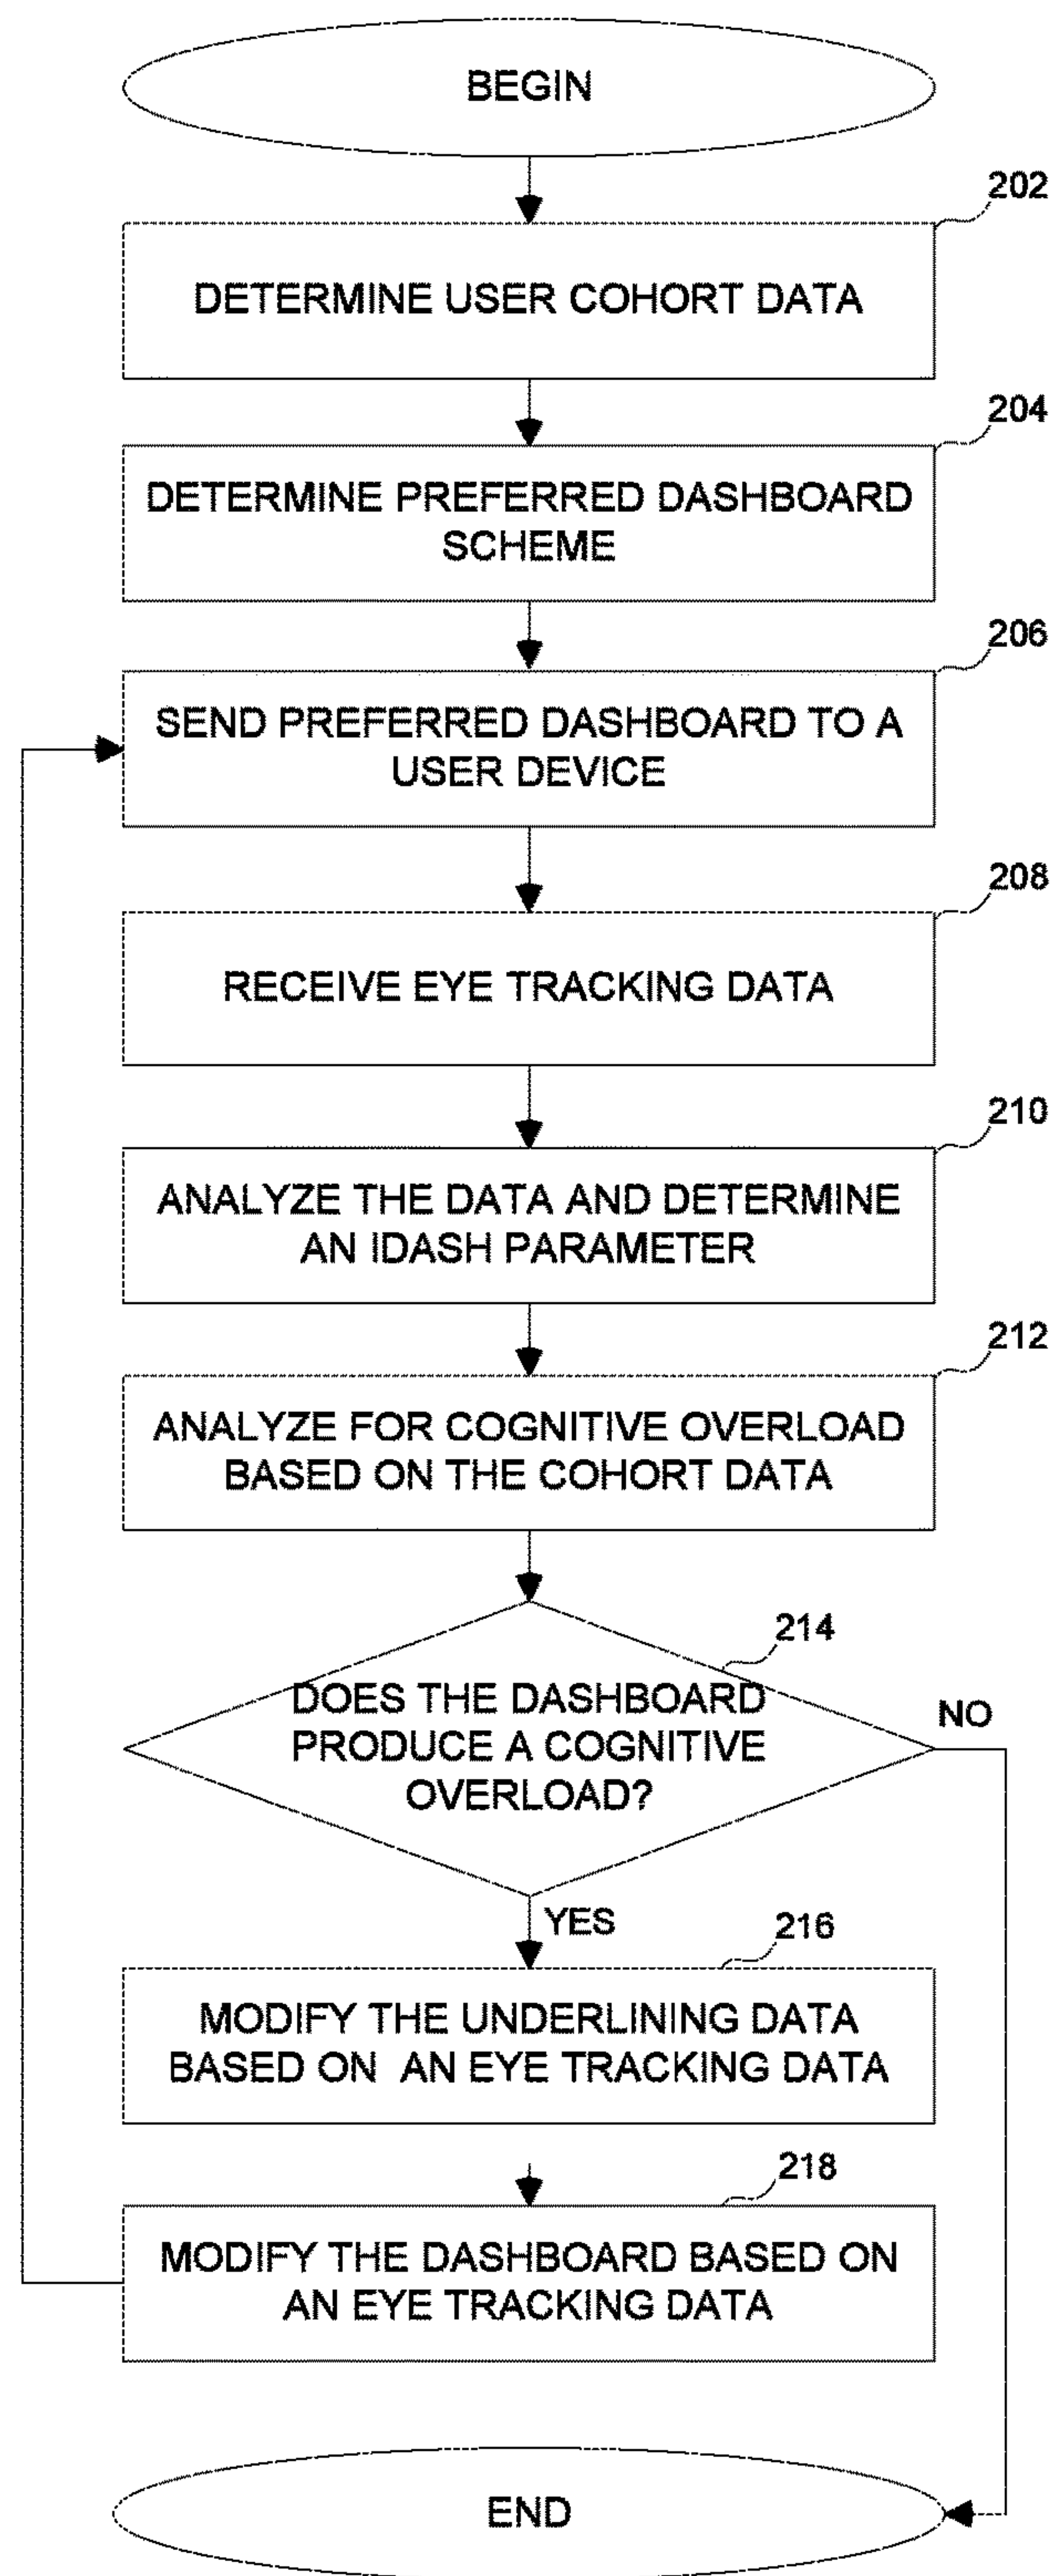 BEGIN
202
DETERMINE USER COHORT DATA
204
DETERMINE PREFERRED DASHBOARD
SCHEME
206
SEND PREFERRED DASHBOARD TO A
USER DEVICE
208
RECEIVE EYE TRACKING DATA
210
ANALYZE THE DATA AND DETERMINE
AN IDASH PARAMETER
212
ANALYZE FOR COGNITIVE OVERLOAD
BASED ON THE COHORT DATA
214
DOES THE DASHBOARD
PRODUCE A COGNITIVE
OVERLOAD?
NO
YES
216
MODIFY THE UNDERLINING DATA
BASED ON AN EYE TRACKING DATA
218
MODIFY THE DASHBOARD BASED ON
AN EYE TRACKING DATA
END